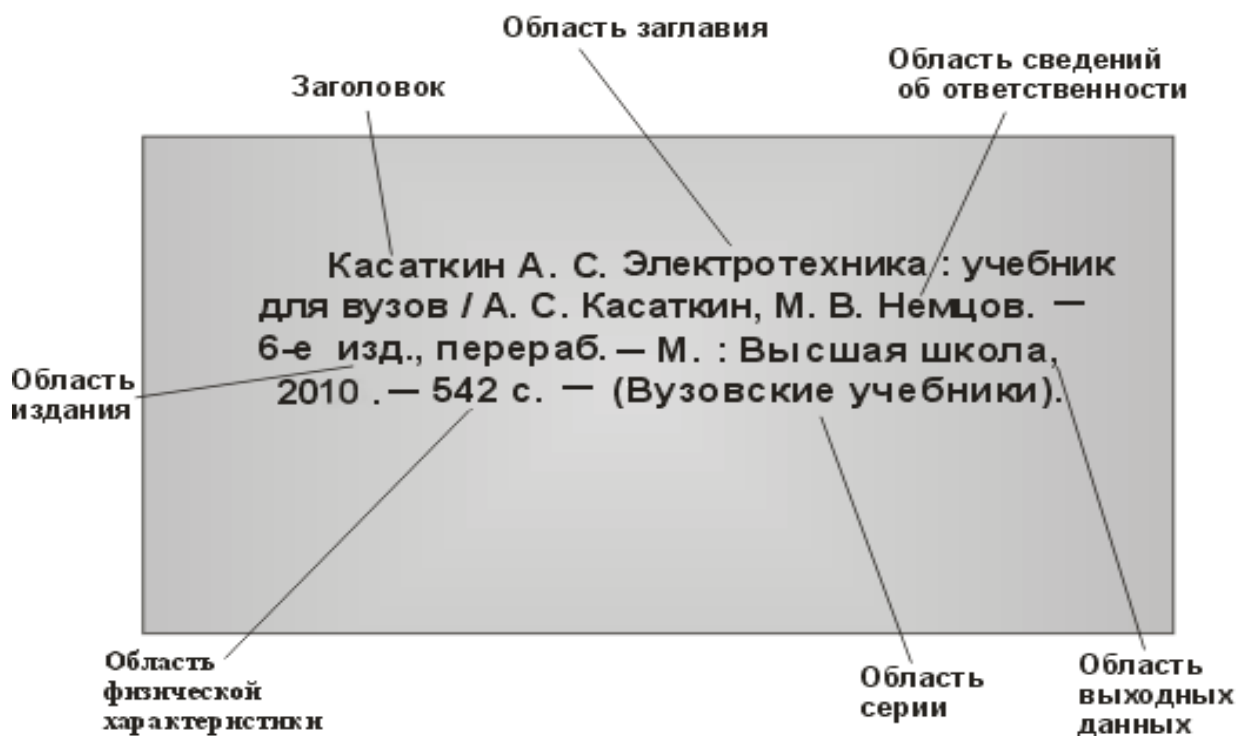 Область заглавия
Область сведений
об ответственности
Заголовок
Касаткин А. С. Электротехника : учебник
для вузов / А. С. Касаткин, М. В. Немцов. —
6-е изд., перераб. — М. : Высшая школа,
2010 . — 542 с. — (Вузовские учебники).
Область
издания
Область
физической
характеристики
Область
серии
Область
выходных
данных